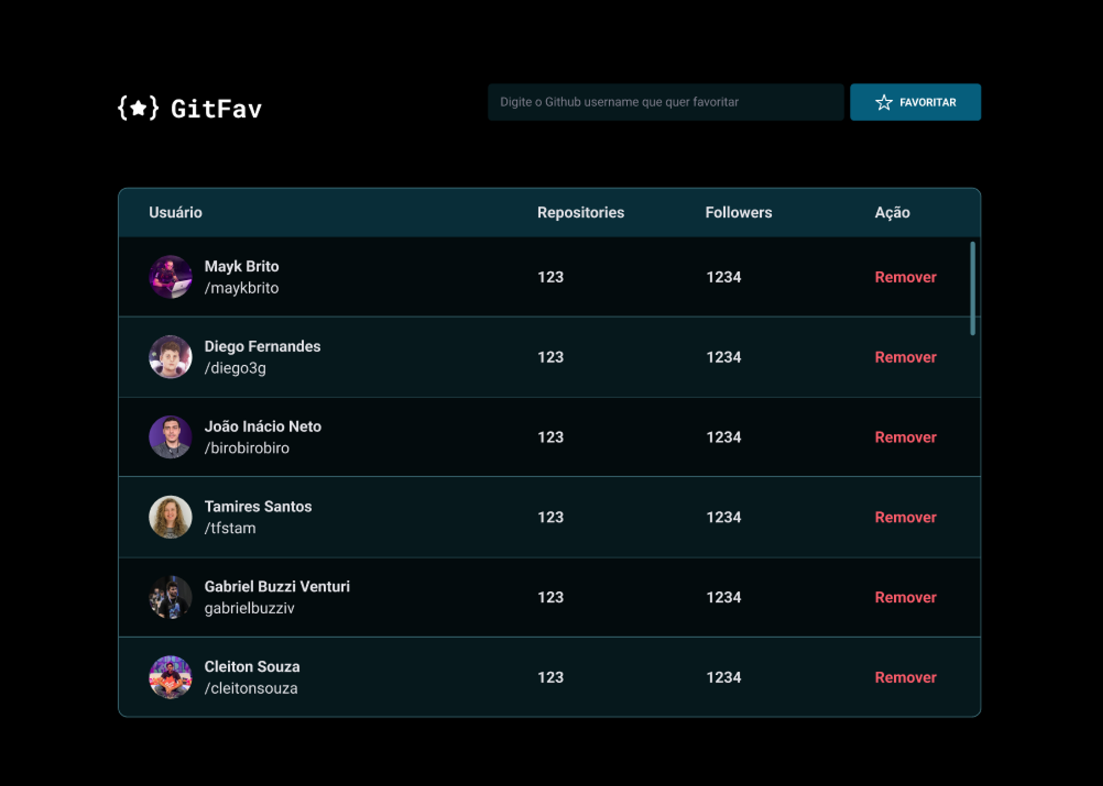 {★} GitFav
Digite o Github username que quer favoritar
FAVORITAR
Usuário Repositories Followers Ação
Mayk Brito
/maykbrito
123 1234 Remover
Diego Fernandes
/diego3g
123 1234 Remover
João Inácio Neto
/birobirobiro
123 1234 Remover
Tamires Santos
/tfstam
123 1234 Remover
Gabriel Buzzi Venturi
gabrielbuzziv
123 1234 Remover
Cleiton Souza
/cleitonsouza
123 1234 Remover